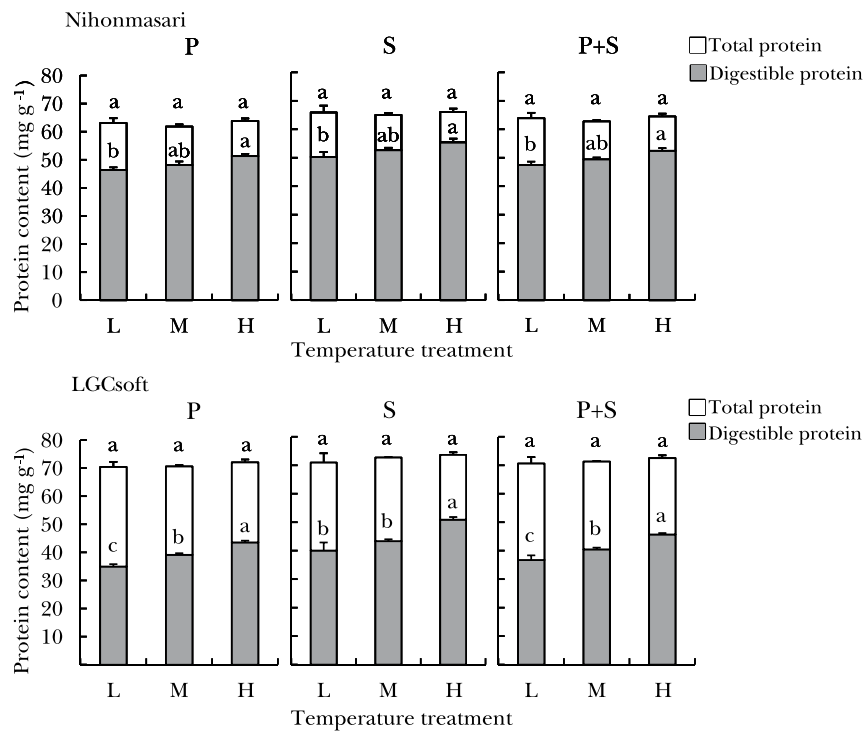 Nihonmasari
P S P+S
Total protein
Digestible protein
Protein content (mg g⁻¹)
80
70
60
50
40
30
20
10
0
a a a a a a a a a
b ab a b ab a b ab a
L M H L M H L M H
Temperature treatment
LGCsoft
P S P+S
Total protein
Digestible protein
Protein content (mg g⁻¹)
80
70
60
50
40
30
20
10
a a a a a a a a a
c b a b b a c b a
L M H L M H L M H
Temperature treatment